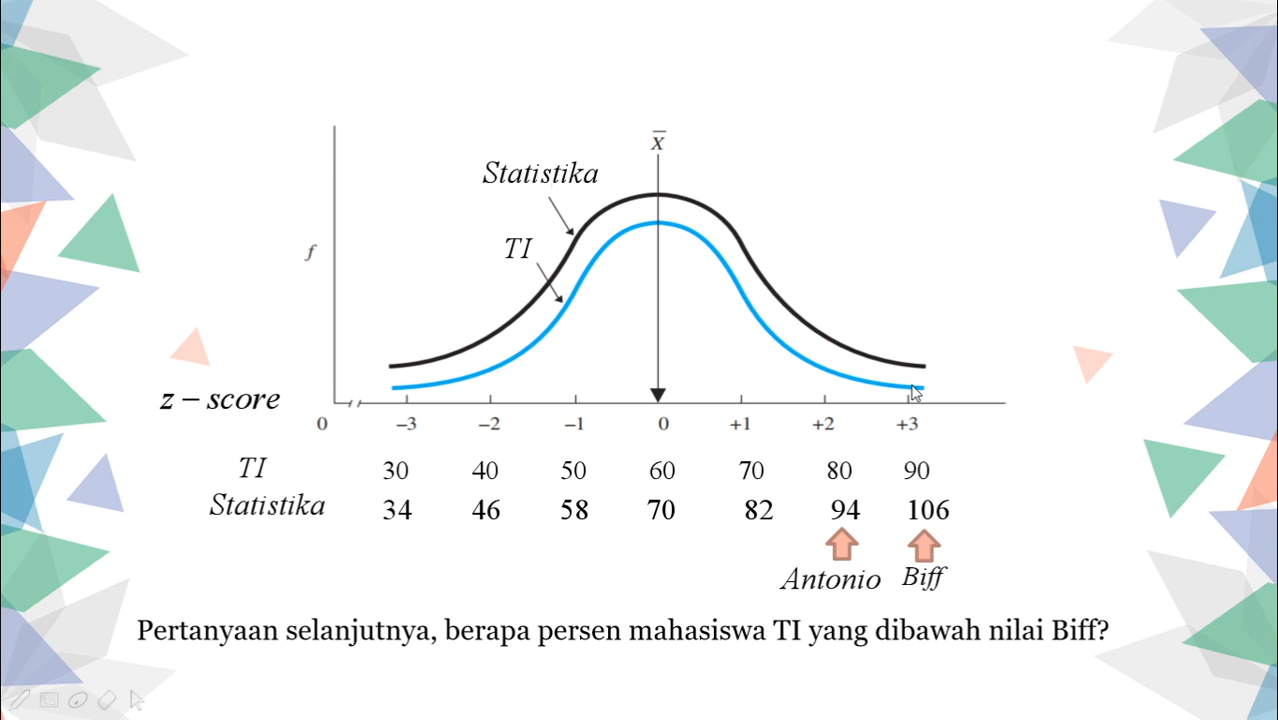 X̅
Statistika
TI
f
z – score
0 –3 –2 –1 0 +1 +2 +3
TI 30 40 50 60 70 80 90
Statistika 34 46 58 70 82 94 106
Antonio Biff
Pertanyaan selanjutnya, berapa persen mahasiswa TI yang dibawah nilai Biff?